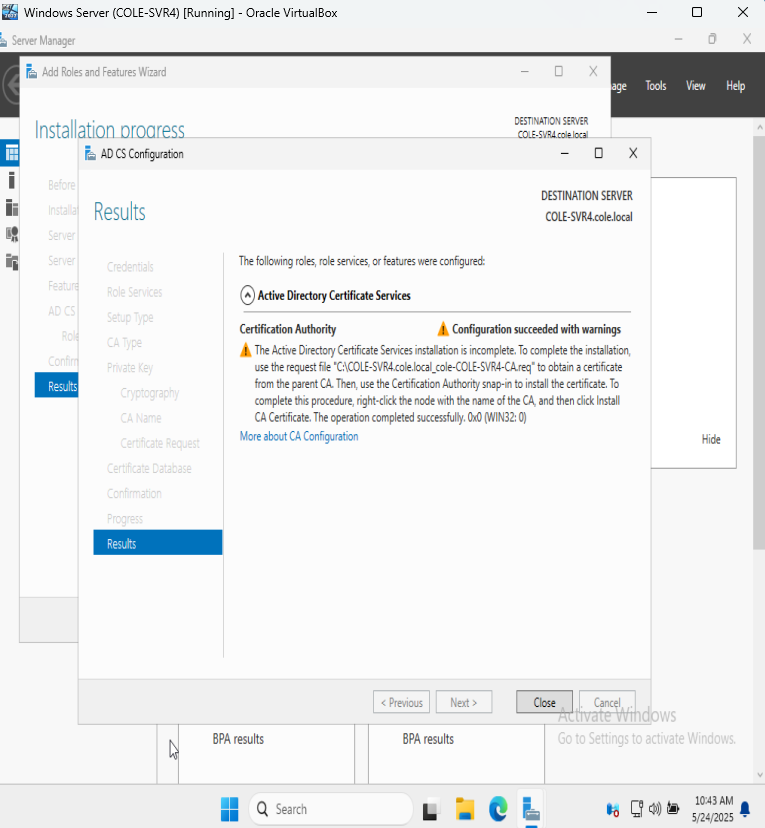 Windows Server (COLE-SVR4) [Running] - Oracle VirtualBox
Server Manager
Add Roles and Features Wizard
Tools
View
Help
Installation progress
DESTINATION SERVER
COLE-SVR4.cole.local
AD CS Configuration
Before
Server
Server
AD CS
Results
Results
DESTINATION SERVER
COLE-SVR4.cole.local
Credentials
Role Services
Setup Type
CA Type
Private Key
Cryptography
CA Name
Certificate Request
Certificate Database
Confirmation
Progress
Results
The following roles, role services, or features were configured:
Active Directory Certificate Services
Certification Authority
Configuration succeeded with warnings
The Active Directory Certificate Services installation is incomplete. To complete the installation,
use the request file "C:\COLE-SVR4.cole.local_cole-COLE-SVR4-CA.req" to obtain a certificate
from the parent CA. Then, use the Certification Authority snap-in to install the certificate. To
complete this procedure, right-click the node with the name of the CA, and then click Install
CA Certificate. The operation completed successfully. 0x0 (WIN32: 0)
More about CA Configuration
Hide
< Previous
Next >
Close
Cancel
Activate Windows
Go to Settings to activate Windows.
BPA results
BPA results
Search
10:43 AM
5/24/2025